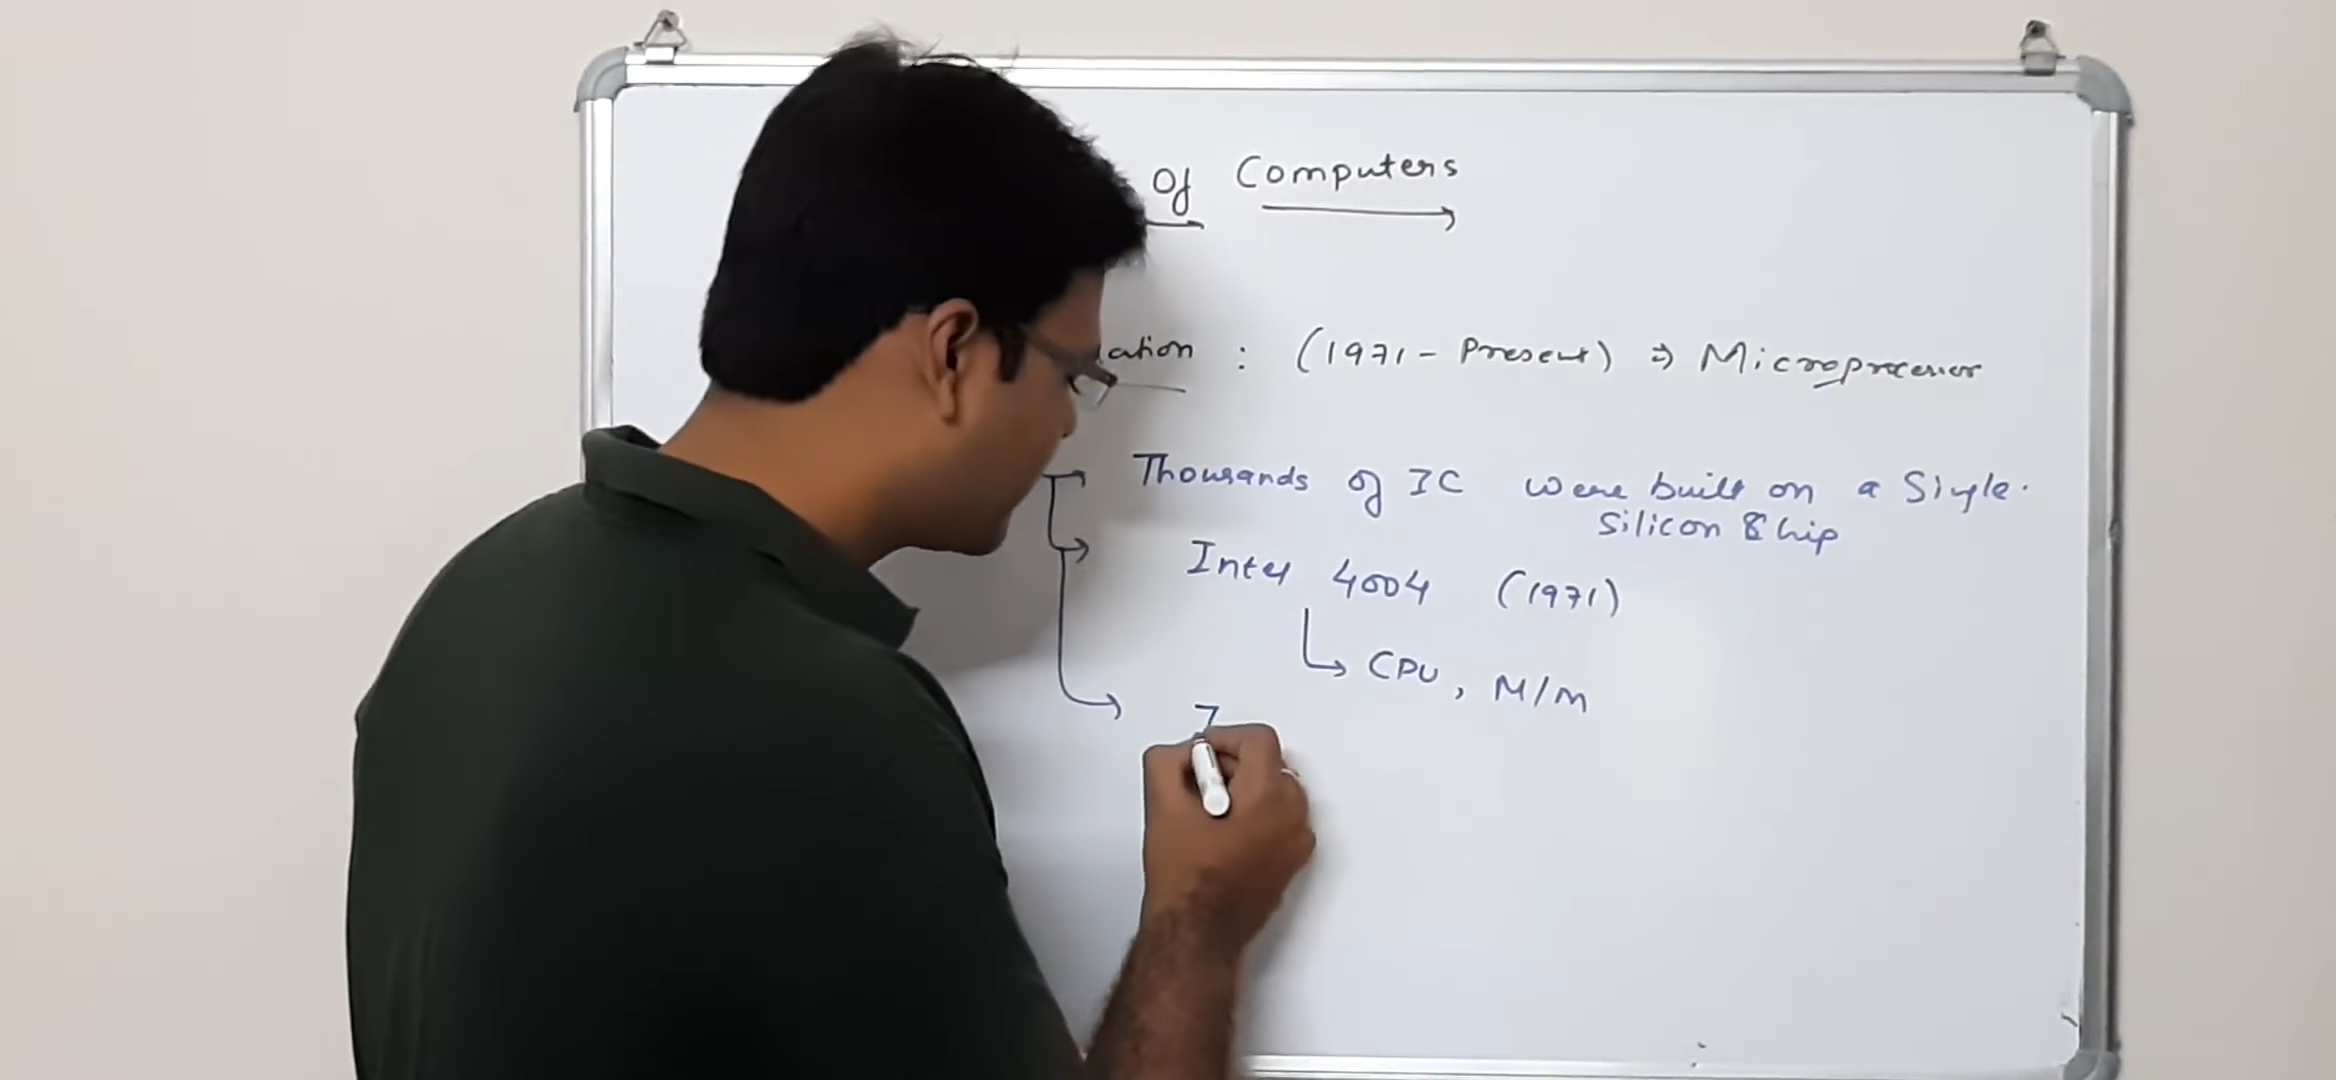 Of Computers
ation : (1971 - Present) ⇒ Microprocessor
Thousands of IC were built on a Single.
Silicon Chip
Intel 4004 (1971)
CPU, M/m